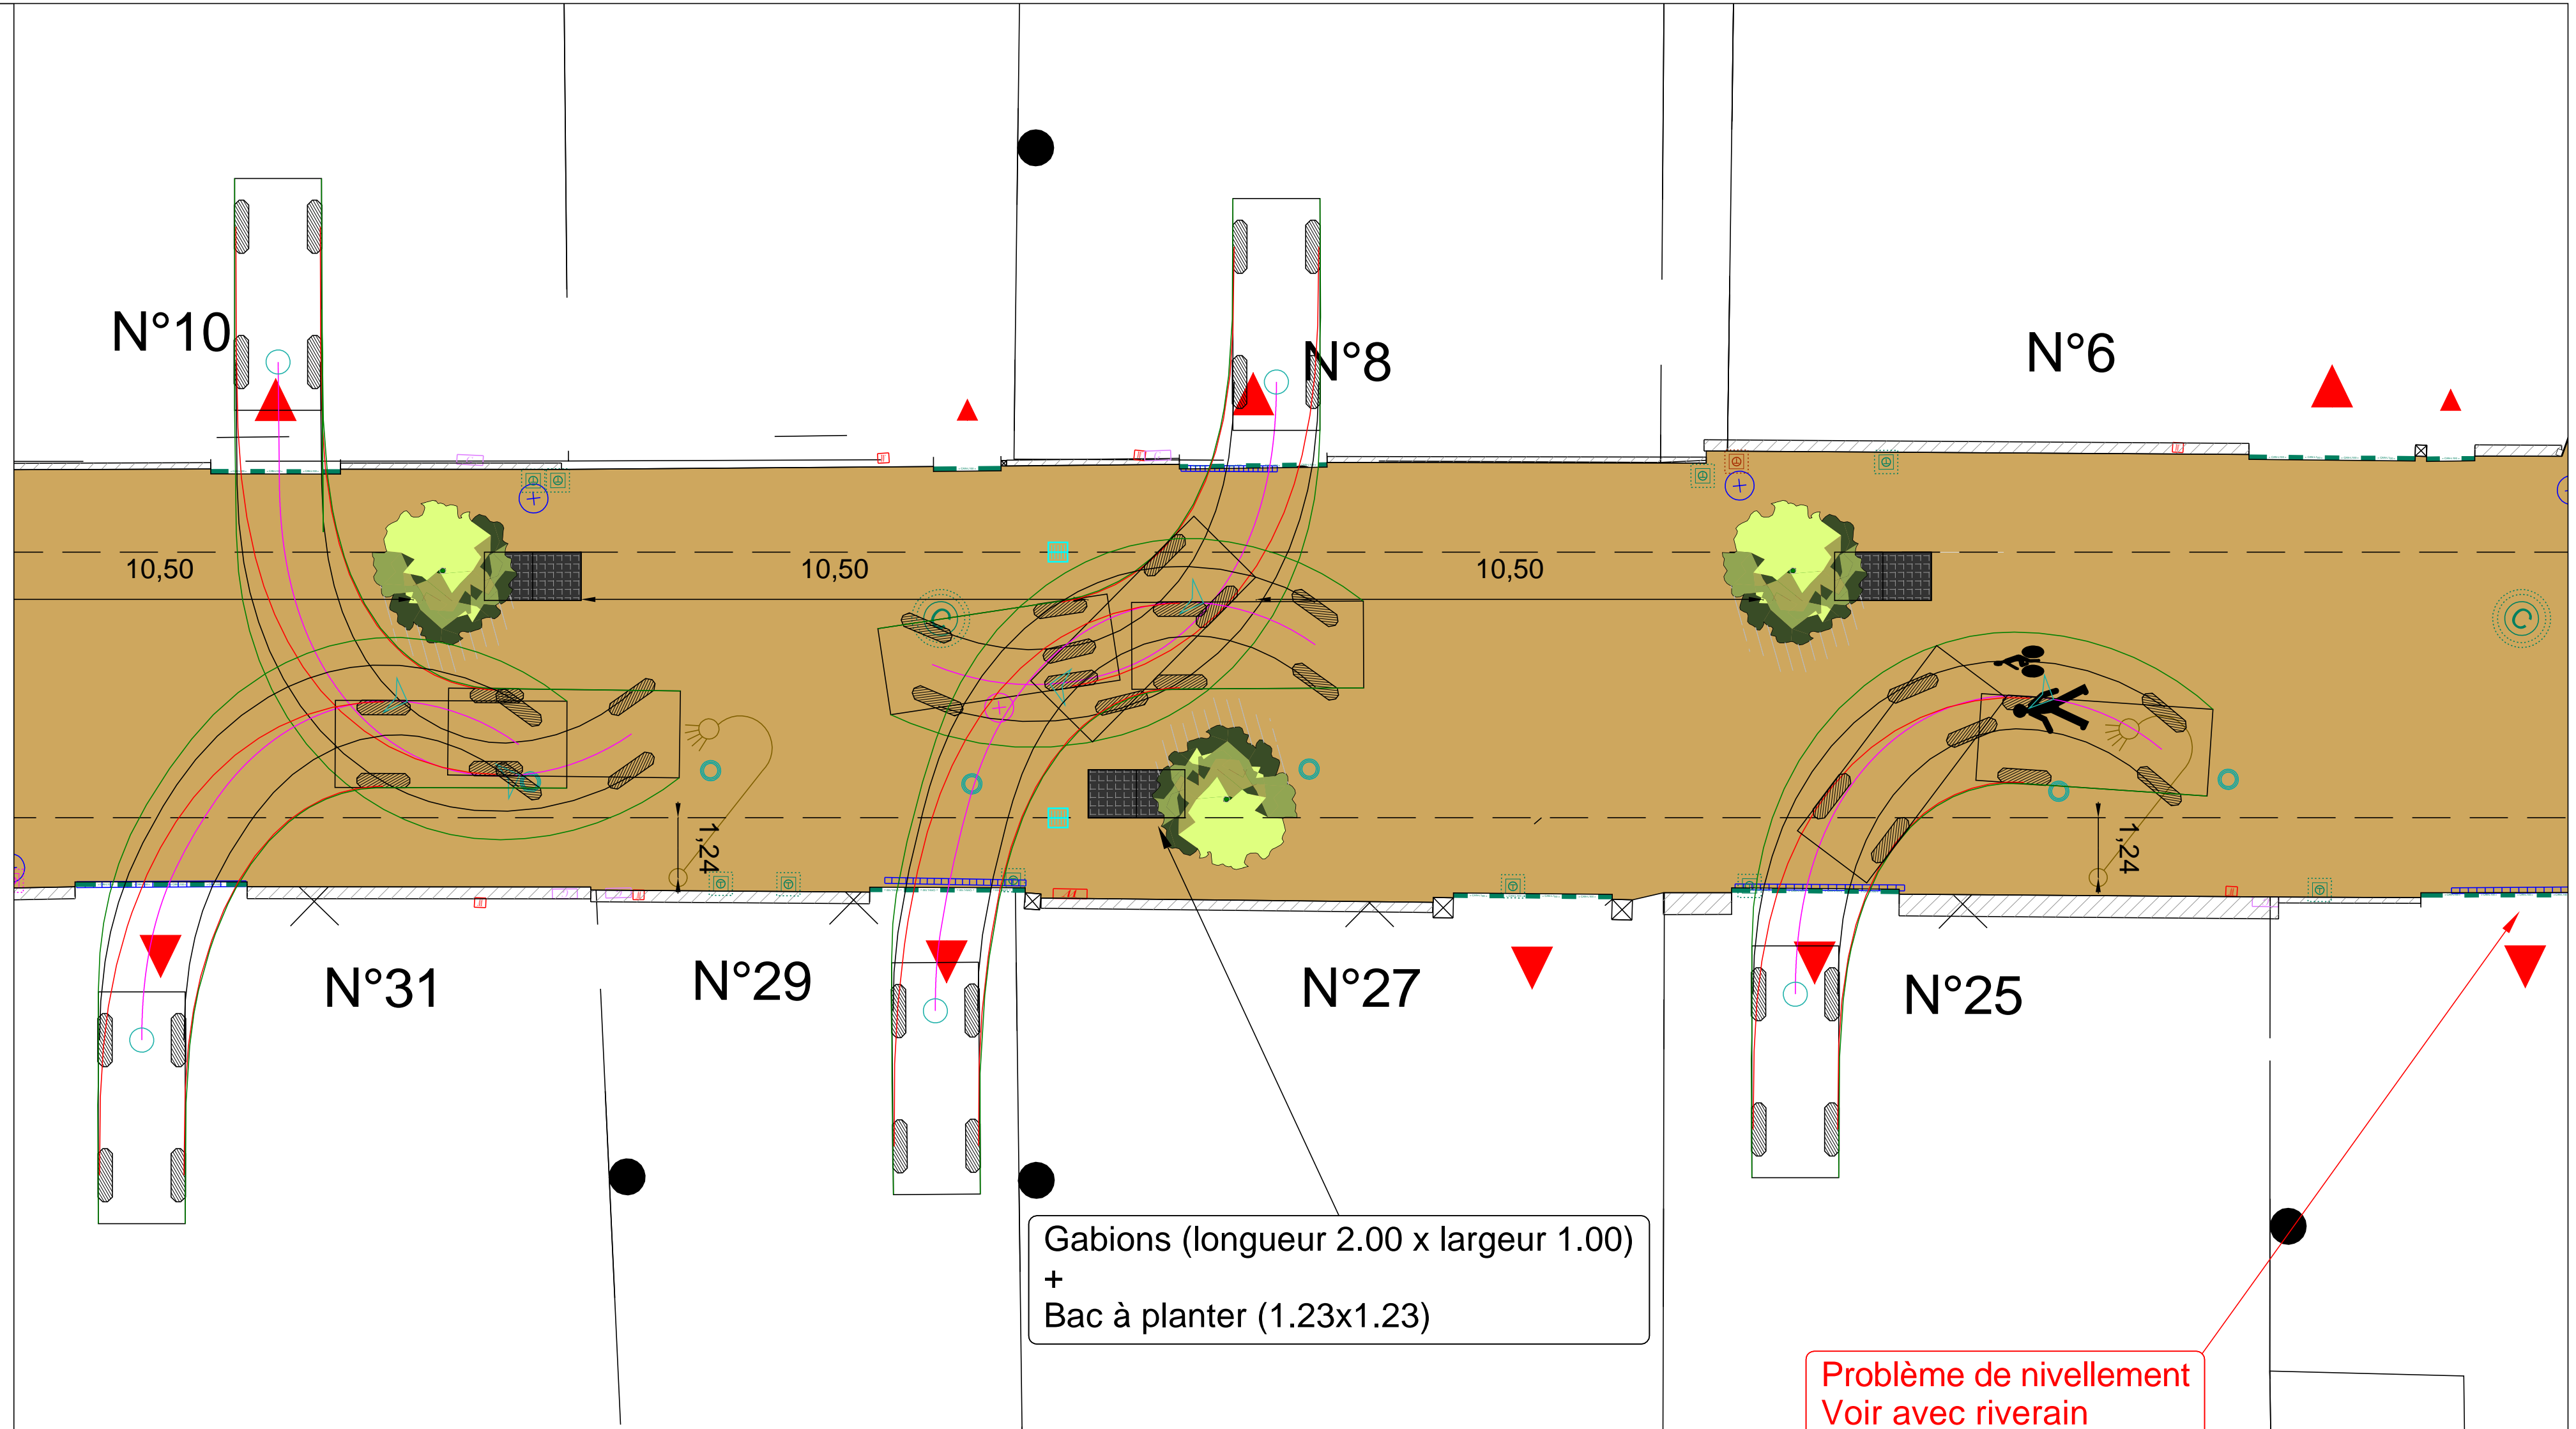 N°10
N°8
N°6
10,50
10,50
10,50
1,24
1,24
N°31
N°29
N°27
N°25
Gabions (longueur 2.00 x largeur 1.00)
+
Bac à planter (1.23x1.23)
Problème de nivellement
Voir avec riverain